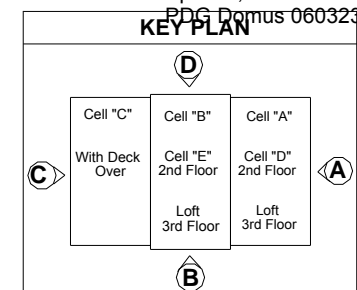 PDG Domus 060323
KEY PLAN
D
Cell "C"
With Deck
Over
Cell "B"
Cell "E"
2nd Floor
Loft
3rd Floor
Cell "A"
Cell "D"
2nd Floor
Loft
3rd Floor
C
A
B